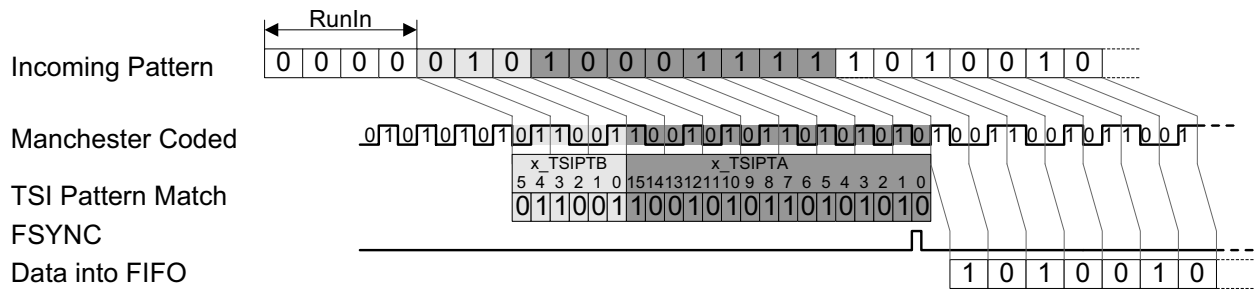 RunIn
Incoming Pattern 0 0 0 0 0 1 0 1 0 0 0 1 1 1 1 1 0 1 0 0 1 0
Manchester Coded 0 1 0 1 0 1 0 1 0 1 1 0 0 1 1 0 0 1 0 1 0 1 1 0 1 0 1 0 1 0 1 0 0 1 1 0 0 1 0 1 1 0 0 1
x_TSIPTB x_TSIPTA
5 4 3 2 1 0 15 14 13 12 11 10 9 8 7 6 5 4 3 2 1 0
TSI Pattern Match 0 1 1 0 0 1 1 0 0 1 0 1 0 1 1 0 1 0 1 0 1 0
FSYNC
Data into FIFO 1 0 1 0 0 1 0